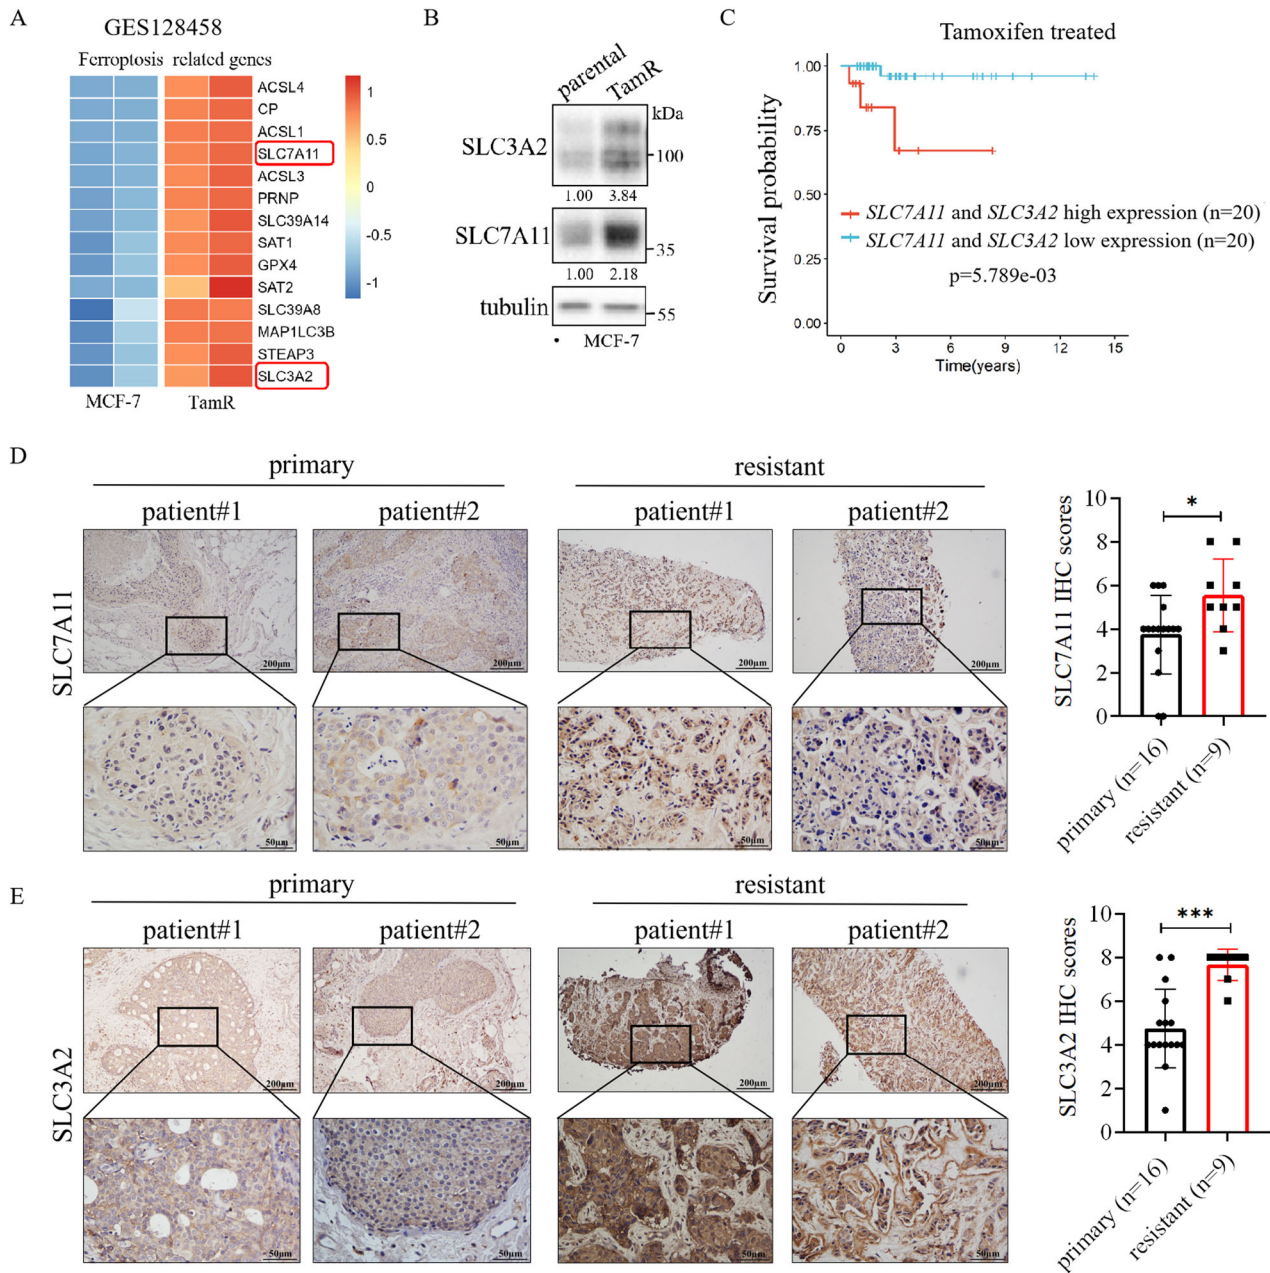 A
GES128458
Ferroptosis related genes
ACSL4
CP
ACSL1
SLC7A11
ACSL3
PRNP
SLC39A14
SAT1
GPX4
SAT2
SLC39A8
MAP1LC3B
STEAP3
SLC3A2
1
0.5
0
-0.5
-1
MCF-7 TamR
B
parental TamR
kDa
SLC3A2
100
1.00 3.84
SLC7A11
35
1.00 2.18
tubulin
55
MCF-7
C
Tamoxifen treated
Survival probability
1.00
0.75
0.50
0.25
0.00
SLC7A11 and SLC3A2 high expression (n=20)
SLC7A11 and SLC3A2 low expression (n=20)
p=5.789e-03
0 3 6 9 12 15
Time(years)
D
primary resistant
patient#1 patient#2 patient#1 patient#2
SLC7A11
200μm 200μm 200μm 200μm
50μm 50μm 50μm 50μm
SLC7A11 IHC scores
10
8
6
4
2
0
*
primary (n=16)
resistant (n=9)
E
primary resistant
patient#1 patient#2 patient#1 patient#2
SLC3A2
200μm 200μm 200μm 200μm
50μm 50μm 50μm 50μm
SLC3A2 IHC scores
10
8
6
4
2
0
***
primary (n=16)
resistant (n=9)